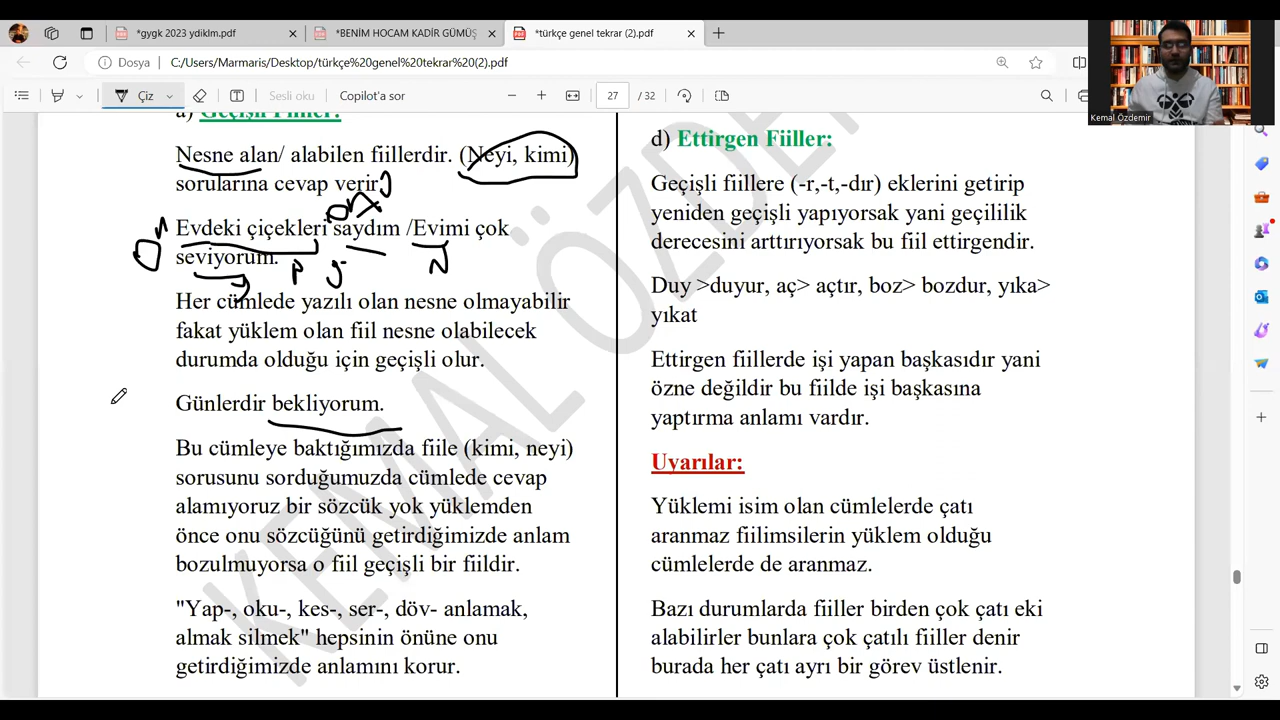 *gygk 2023 ydiklm.pdf
*BENİM HOCAM KADİR GÜMÜŞ
*türkçe genel tekrar (2).pdf
Dosya
C:/Users/Marmaris/Desktop/türkçe%20genel%20tekrar%20(2).pdf
Çiz
Sesli oku
Copilot'a sor
27 / 32
Kemal Özdemir
a) Geçişli Fiiller:
Nesne alan/ alabilen fiillerdir. (Neyi, kimi)
sorularına cevap verir
onu
Evdeki çiçekleri saydım /Evimi çok
seviyorum.
N
Her cümlede yazılı olan nesne olmayabilir
fakat yüklem olan fiil nesne olabilecek
durumda olduğu için geçişli olur.
Günlerdir bekliyorum.
Bu cümleye baktığımızda fiile (kimi, neyi)
sorusunu sorduğumuzda cümlede cevap
alamıyoruz bir sözcük yok yüklemden
önce onu sözcüğünü getirdiğimizde anlam
bozulmuyorsa o fiil geçişli bir fiildir.
"Yap-, oku-, kes-, ser-, döv- anlamak,
almak silmek" hepsinin önüne onu
getirdiğimizde anlamını korur.
d) Ettirgen Fiiller:
Geçişli fiillere (-r,-t,-dır) eklerini getirip
yeniden geçişli yapıyorsak yani geçililik
derecesini arttırıyorsak bu fiil ettirgendir.
Duy >duyur, aç> açtır, boz> bozdur, yıka>
yıkat
Ettirgen fiillerde işi yapan başkasıdır yani
özne değildir bu fiilde işi başkasına
yaptırma anlamı vardır.
Uyarılar:
Yüklemi isim olan cümlelerde çatı
aranmaz fiilimsilerin yüklem olduğu
cümlelerde de aranmaz.
Bazı durumlarda fiiller birden çok çatı eki
alabilirler bunlara çok çatılı fiiller denir
burada her çatı ayrı bir görev üstlenir.
KEMAL ÖZDE